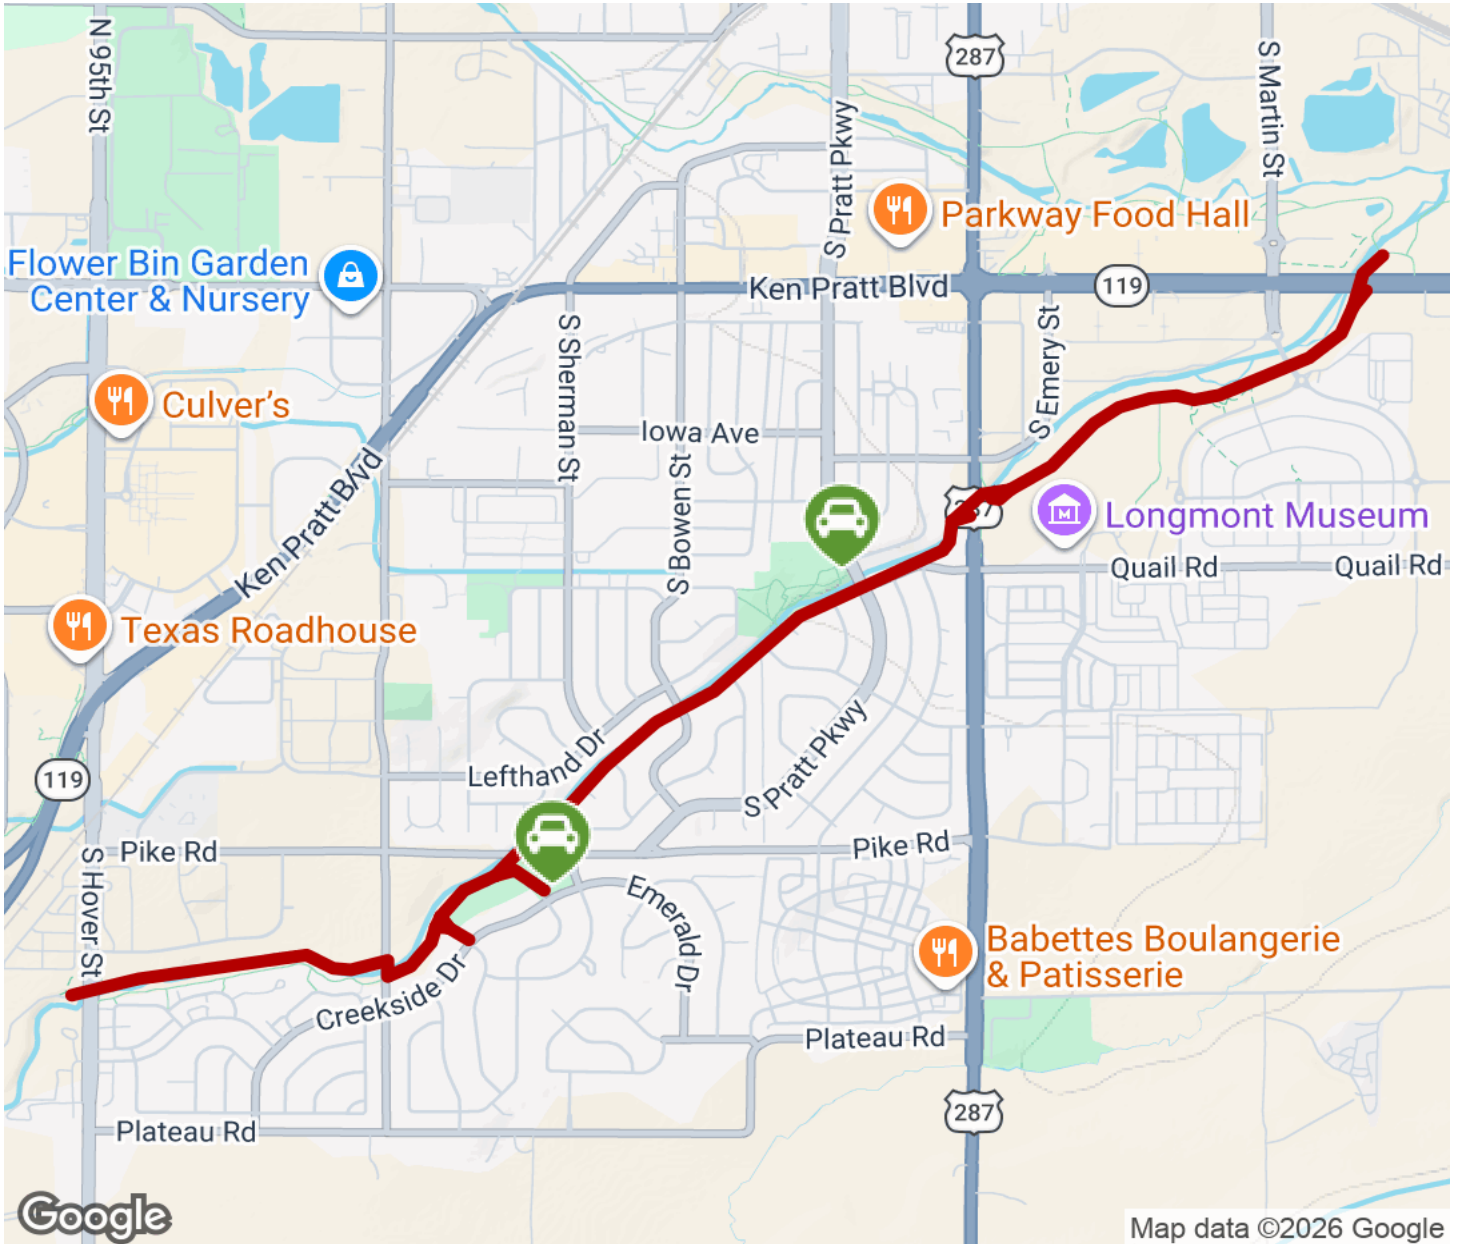 N 95th St
287
S Martin St
S Pratt Pkwy
Parkway Food Hall
Flower Bin Garden
Center & Nursery
Ken Pratt Blvd
119
S Emery St
S Sherman St
Culver's
Iowa Ave
S Bowen St
Ken Pratt Blvd
287
M
Longmont Museum
Quail Rd
Quail Rd
Texas Roadhouse
Lefthand Dr
S Pratt Pkwy
119
Pike Rd
Pike Rd
S Hover St
Emerald Dr
Babettes Boulangerie
& Patisserie
Creekside Dr
Plateau Rd
287
Plateau Rd
Google
Map data ©2026 Google